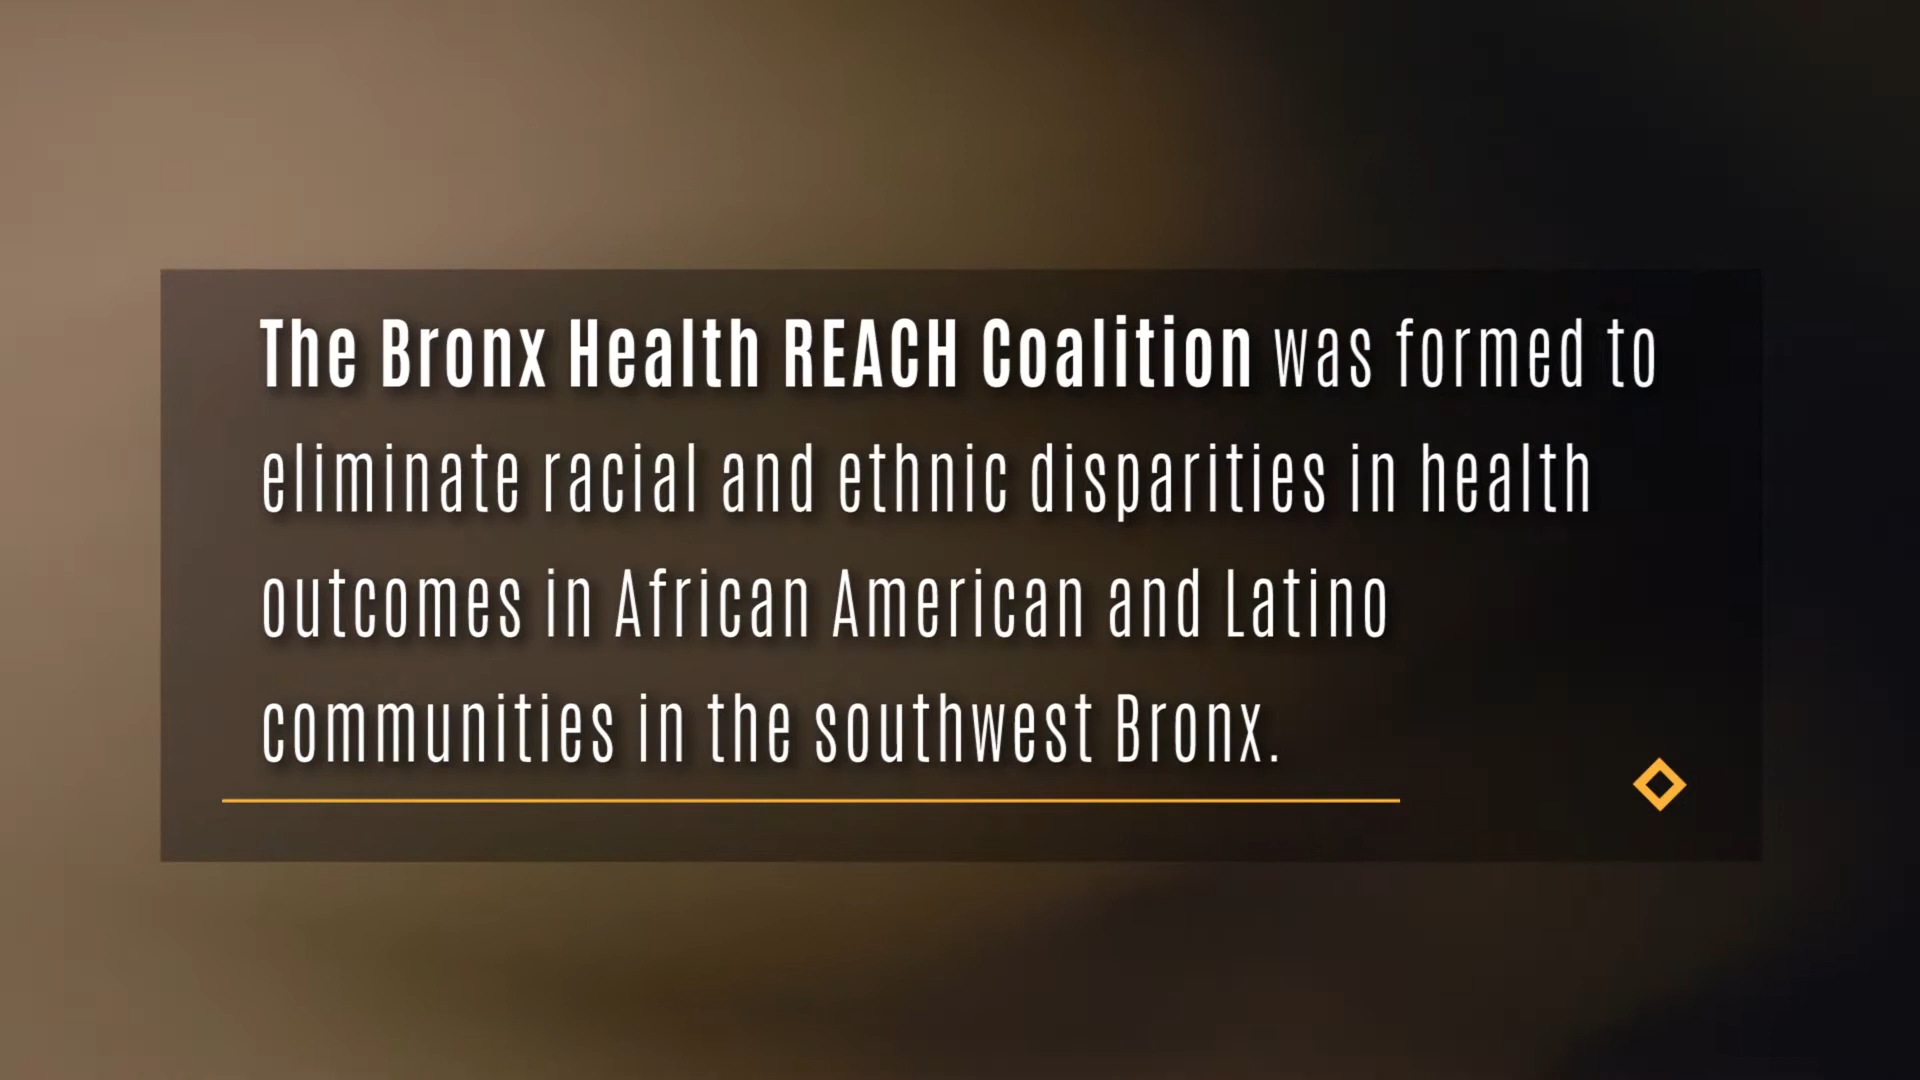 The Bronx Health REACH Coalition was formed to
eliminate racial and ethnic disparities in health
outcomes in African American and Latino
communities in the southwest Bronx.